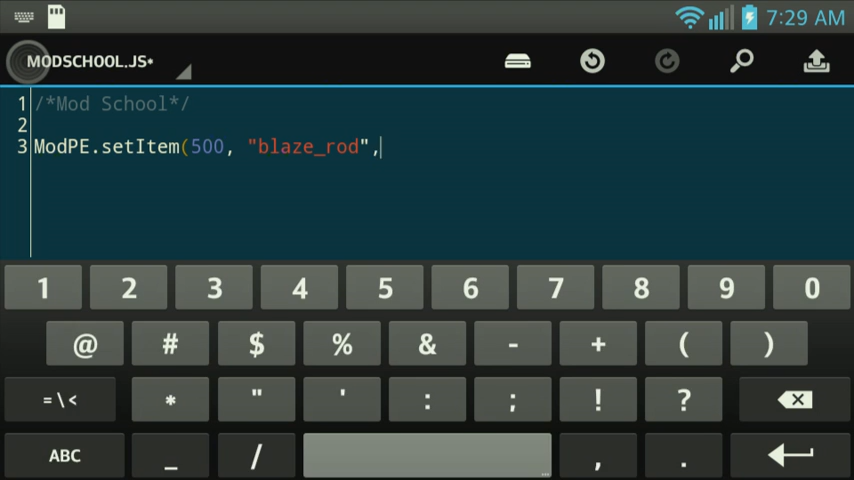 7:29 AM
MODSCHOOL.JS*
1 /*Mod School*/
2
3 ModPE.setItem(500, "blaze_rod",
1 2 3 4 5 6 7 8 9 0
@ # $ % & - + ( )
= \ < * " ' : ; ! ?
ABC _ / , .